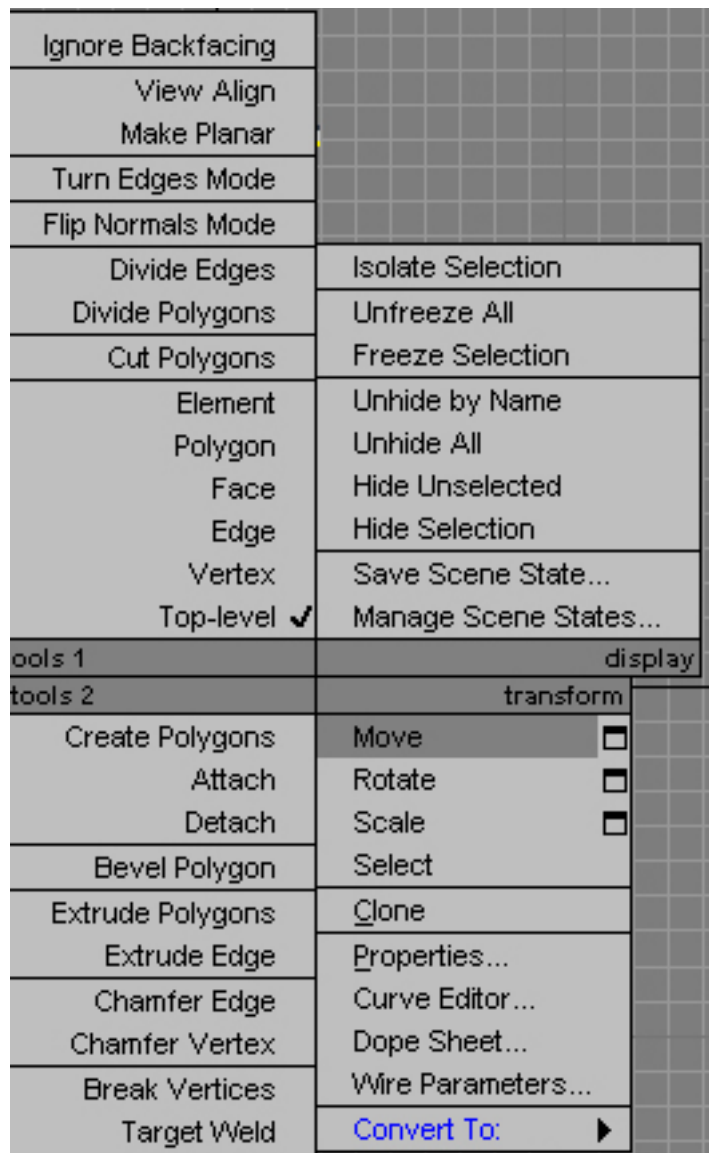 Ignore Backfacing
View Align
Make Planar
Turn Edges Mode
Flip Normals Mode
Divide Edges
Divide Polygons
Cut Polygons
Element
Polygon
Face
Edge
Vertex
Top-level ✔
ools 1
Isolate Selection
Unfreeze All
Freeze Selection
Unhide by Name
Unhide All
Hide Unselected
Hide Selection
Save Scene State...
Manage Scene States...
display
tools 2
Create Polygons
Attach
Detach
Bevel Polygon
Extrude Polygons
Extrude Edge
Chamfer Edge
Chamfer Vertex
Break Vertices
Target Weld
transform
Move
Rotate
Scale
Select
Clone
Properties...
Curve Editor...
Dope Sheet...
Wire Parameters...
Convert To: